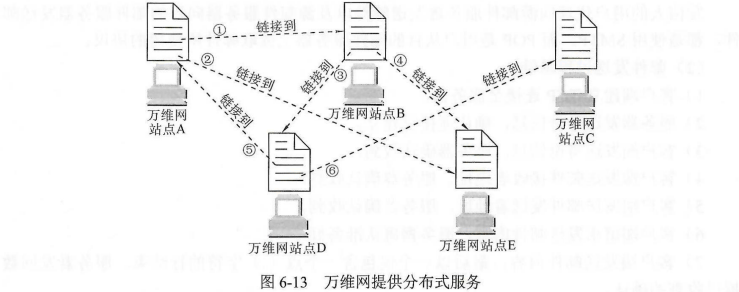 ① 链接到
② 链接到
③ 链接到
④ 链接到
⑤ 链接到
⑥ 链接到
万维网
站点A
万维网站点B
万维网
站点C
万维网站点D
万维网站点E
图 6-13 万维网提供分布式服务